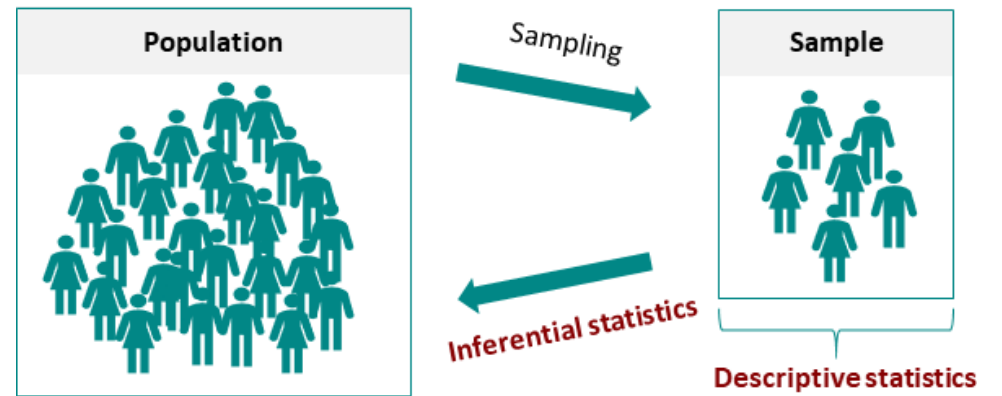 Population
Sampling
Sample
Inferential statistics
Descriptive statistics